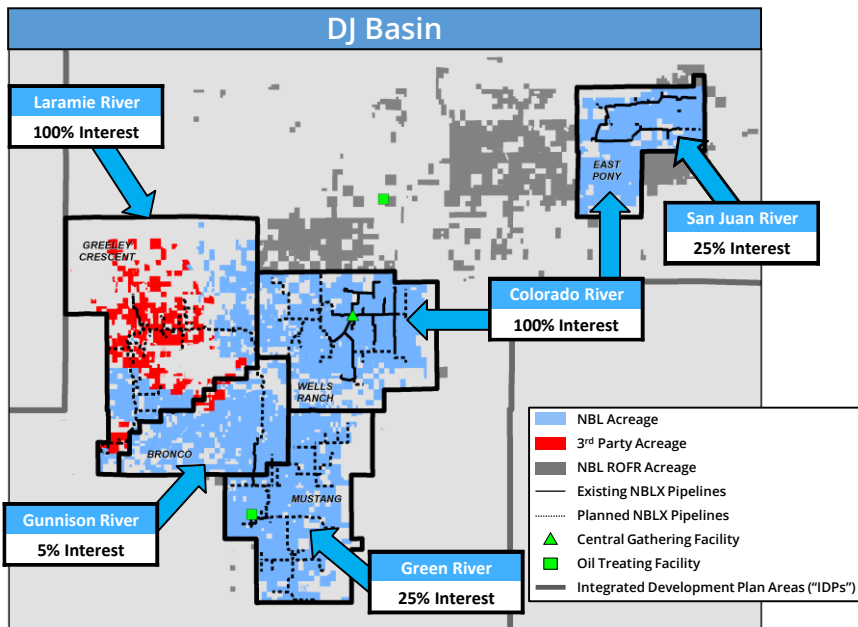 DJ Basin
Laramie River
100% Interest
GREELEY
CRESCENT
EAST
PONY
San Juan River
25% Interest
Colorado River
100% Interest
WELLS
RANCH
BRONCO
MUSTANG
Gunnison River
5% Interest
Green River
25% Interest
NBL Acreage
3rd Party Acreage
NBL ROFR Acreage
Existing NBLX Pipelines
Planned NBLX Pipelines
Central Gathering Facility
Oil Treating Facility
Integrated Development Plan Areas ("IDPs")